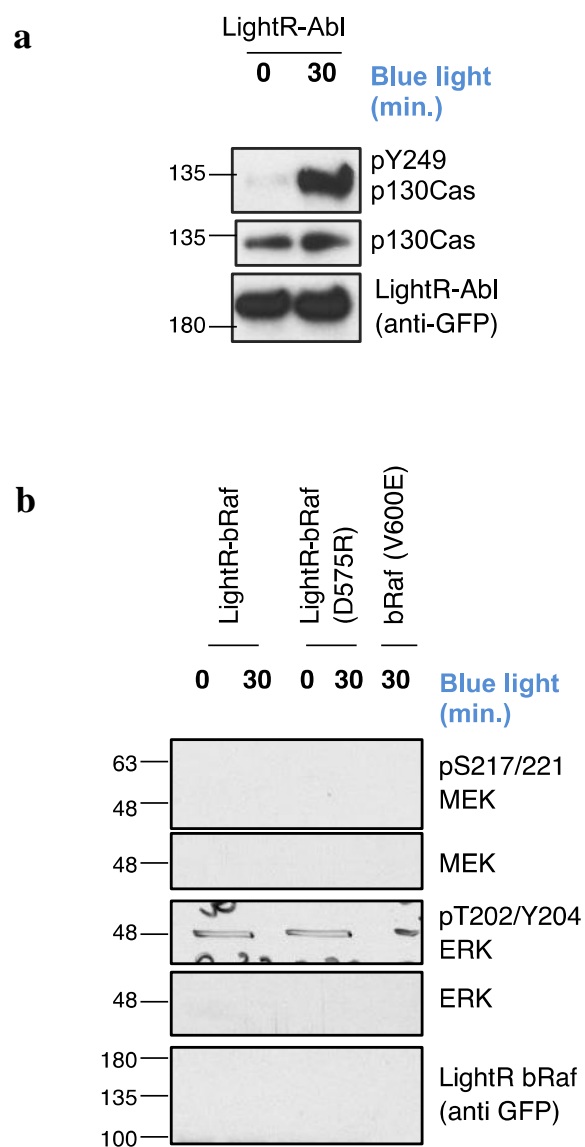 a
LightR-Abl
0 30
Blue light
(min.)
135
pY249
p130Cas
135
p130Cas
180
LightR-Abl
(anti-GFP)
b
LightR-bRaf
LightR-bRaf
(D575R)
bRaf (V600E)
0 30 0 30 30
Blue light
(min.)
63
48
pS217/221
MEK
48
MEK
48
pT202/Y204
ERK
48
ERK
180
135
100
LightR bRaf
(anti GFP)